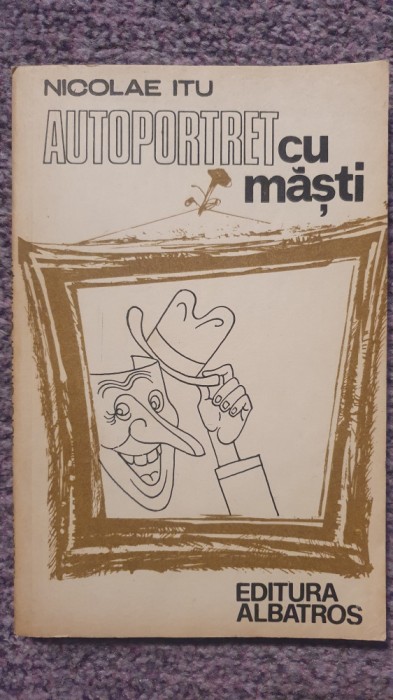 NICOLAE ITU
AUTOPORTRET cu
măști
EDITURA
ALBATROS